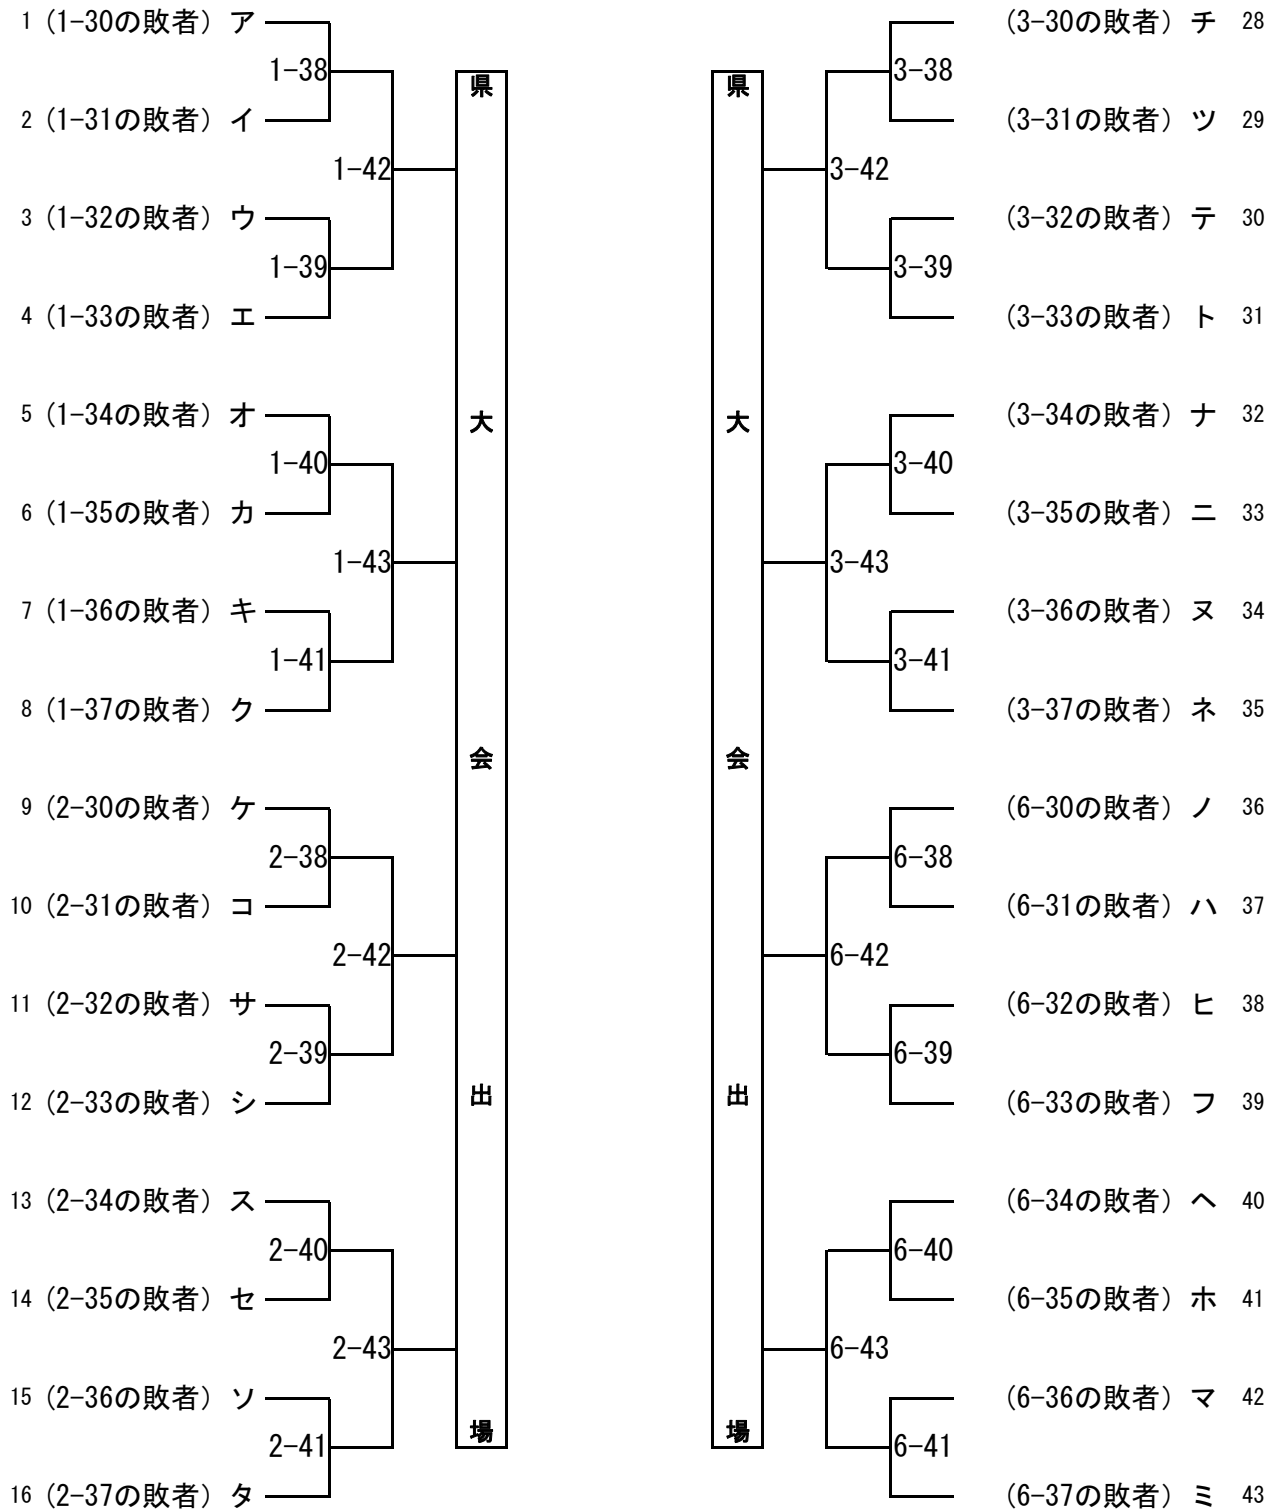 1 (1-30の敗者) ア
1-38
2 (1-31の敗者) イ
1-42
3 (1-32の敗者) ウ
1-39
4 (1-33の敗者) エ
5 (1-34の敗者) オ
1-40
6 (1-35の敗者) カ
1-43
7 (1-36の敗者) キ
1-41
8 (1-37の敗者) ク
9 (2-30の敗者) ケ
2-38
10 (2-31の敗者) コ
2-42
11 (2-32の敗者) サ
2-39
12 (2-33の敗者) シ
13 (2-34の敗者) ス
2-40
14 (2-35の敗者) セ
2-43
15 (2-36の敗者) ソ
2-41
16 (2-37の敗者) タ
県大会出場
県大会出場
(3-30の敗者) チ 28
3-38
(3-31の敗者) ツ 29
3-42
(3-32の敗者) テ 30
3-39
(3-33の敗者) ト 31
(3-34の敗者) ナ 32
3-40
(3-35の敗者) ニ 33
3-43
(3-36の敗者) ヌ 34
3-41
(3-37の敗者) ネ 35
(6-30の敗者) ノ 36
6-38
(6-31の敗者) ハ 37
6-42
(6-32の敗者) ヒ 38
6-39
(6-33の敗者) フ 39
(6-34の敗者) ヘ 40
6-40
(6-35の敗者) ホ 41
6-43
(6-36の敗者) マ 42
6-41
(6-37の敗者) ミ 43